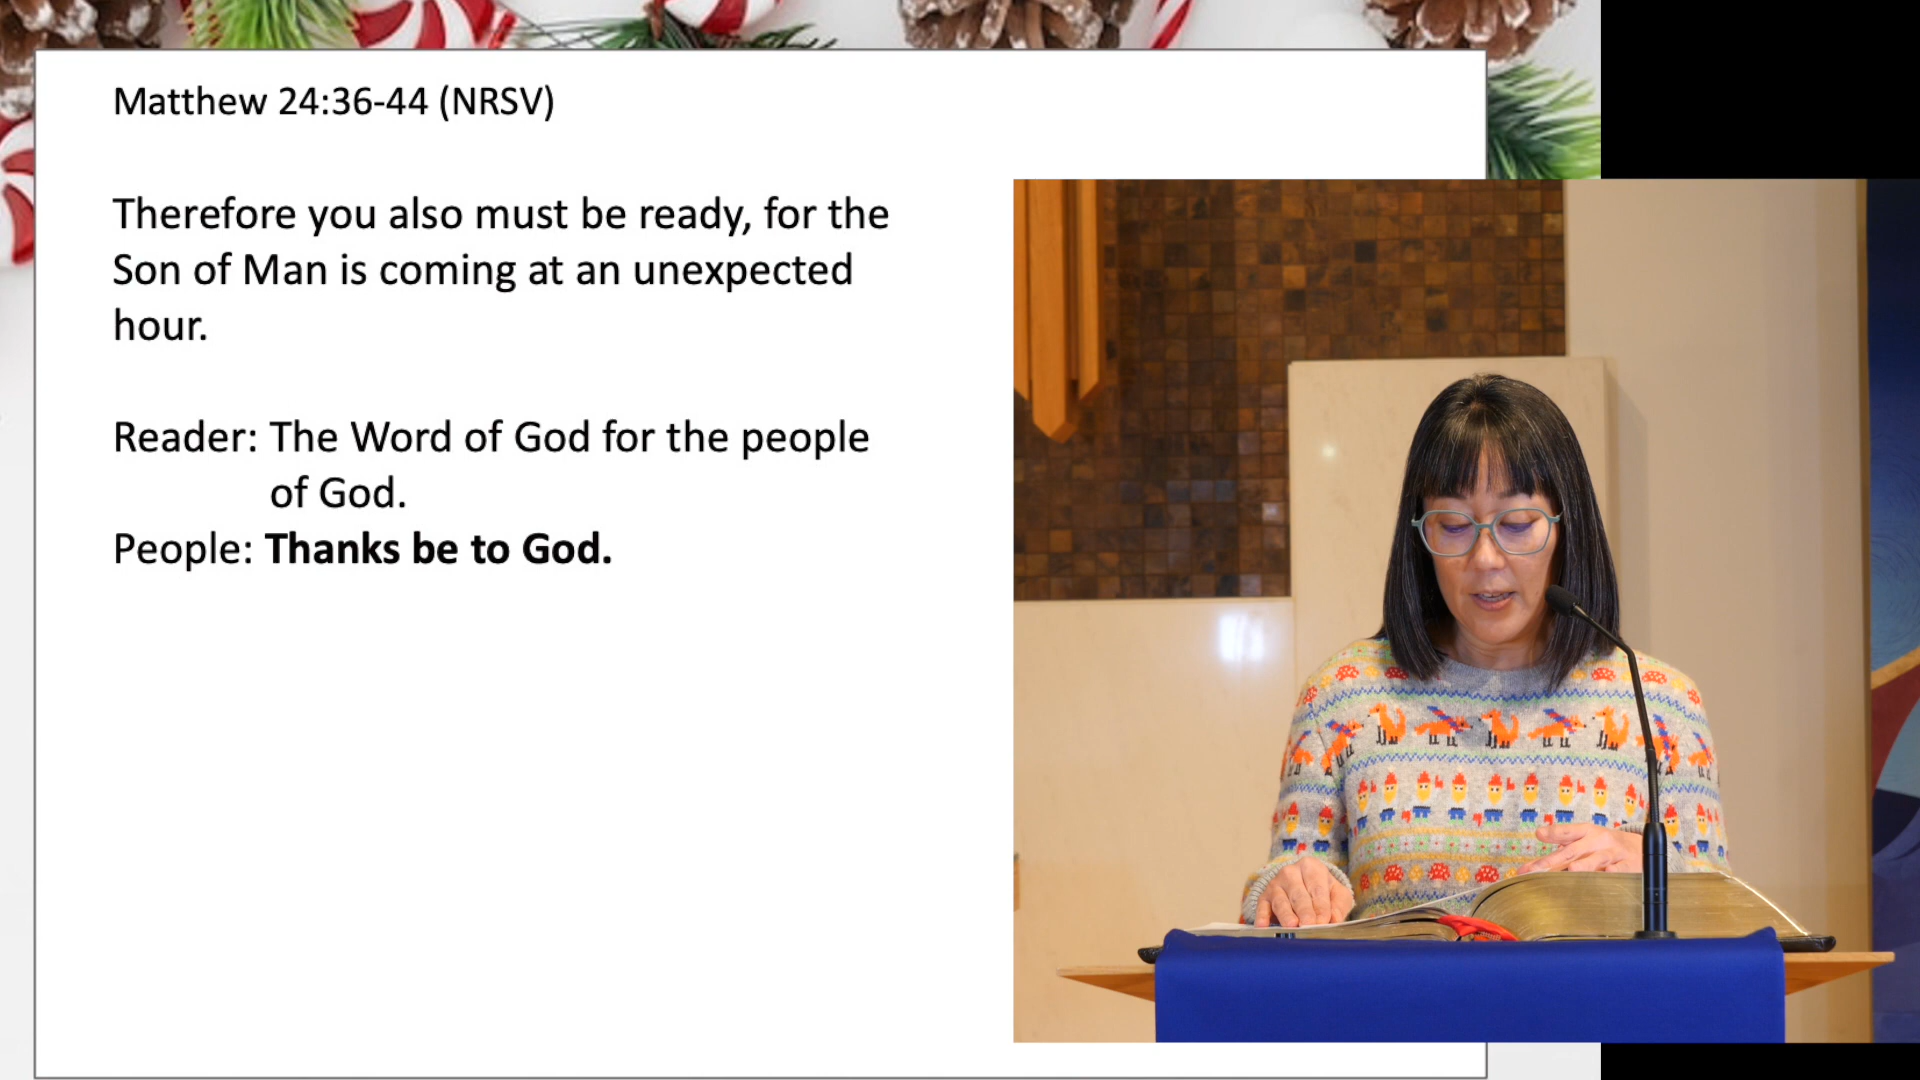 Matthew 24:36-44 (NRSV)
Therefore you also must be ready, for the
Son of Man is coming at an unexpected
hour.
Reader: The Word of God for the people
of God.
People: Thanks be to God.